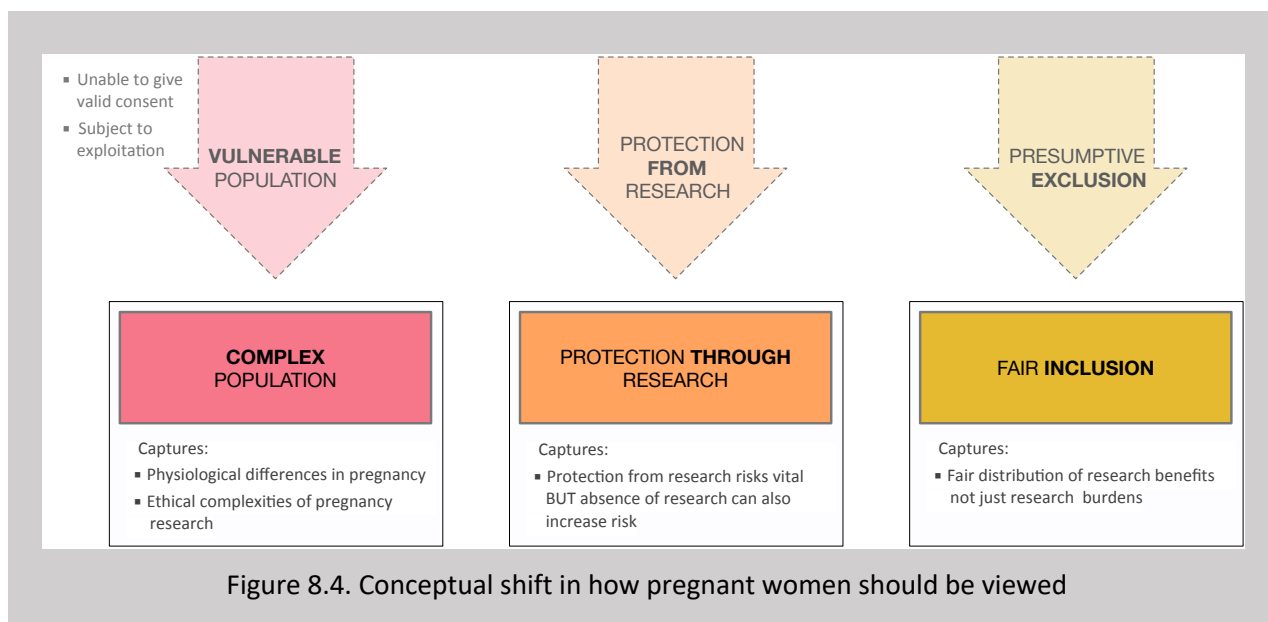 ▪ Unable to give
valid consent
▪ Subject to
exploitation
VULNERABLE
POPULATION
PROTECTION
FROM
RESEARCH
PRESUMPTIVE
EXCLUSION
COMPLEX
POPULATION
Captures:
▪ Physiological differences in pregnancy
▪ Ethical complexities of pregnancy
research
PROTECTION THROUGH
RESEARCH
Captures:
▪ Protection from research risks vital
BUT absence of research can also
increase risk
FAIR INCLUSION
Captures:
▪ Fair distribution of research benefits
not just research burdens
Figure 8.4. Conceptual shift in how pregnant women should be viewed